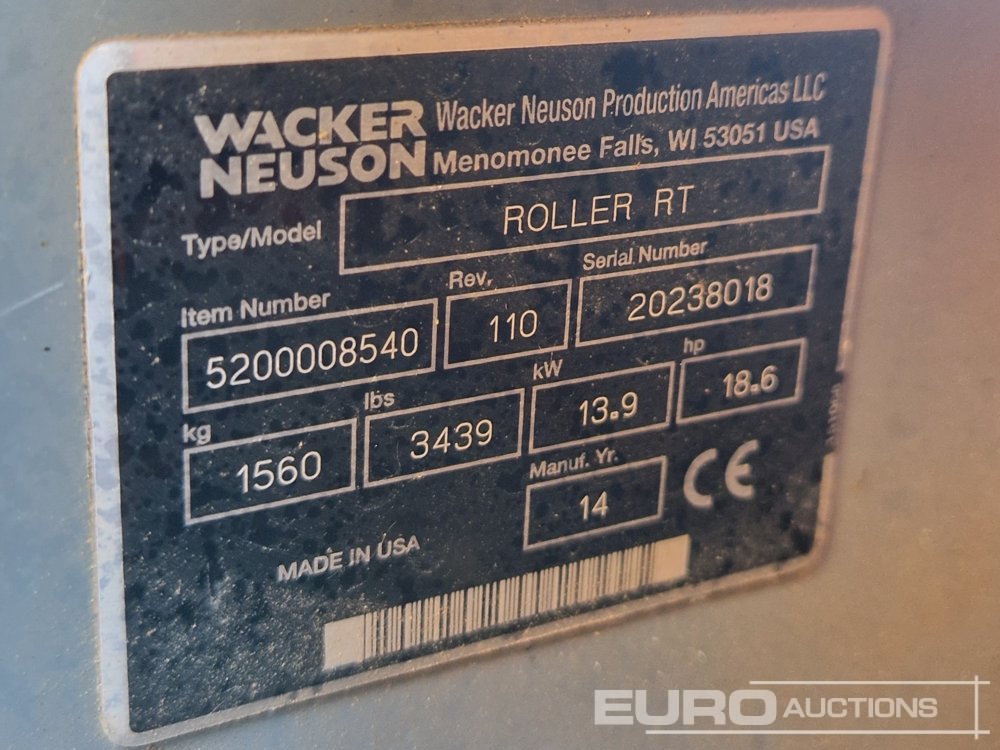 WACKER NEUSON
Wacker Neuson Production Americas LLC
Menomonee Falls, WI 53051 USA
Type/Model ROLLER RT
Item Number Rev. Serial Number
5200008540 110 20238018
kg lbs kW hp
1560 3439 13.9 18.6
Manuf. Yr.
14
CE
MADE IN USA
EURO AUCTIONS